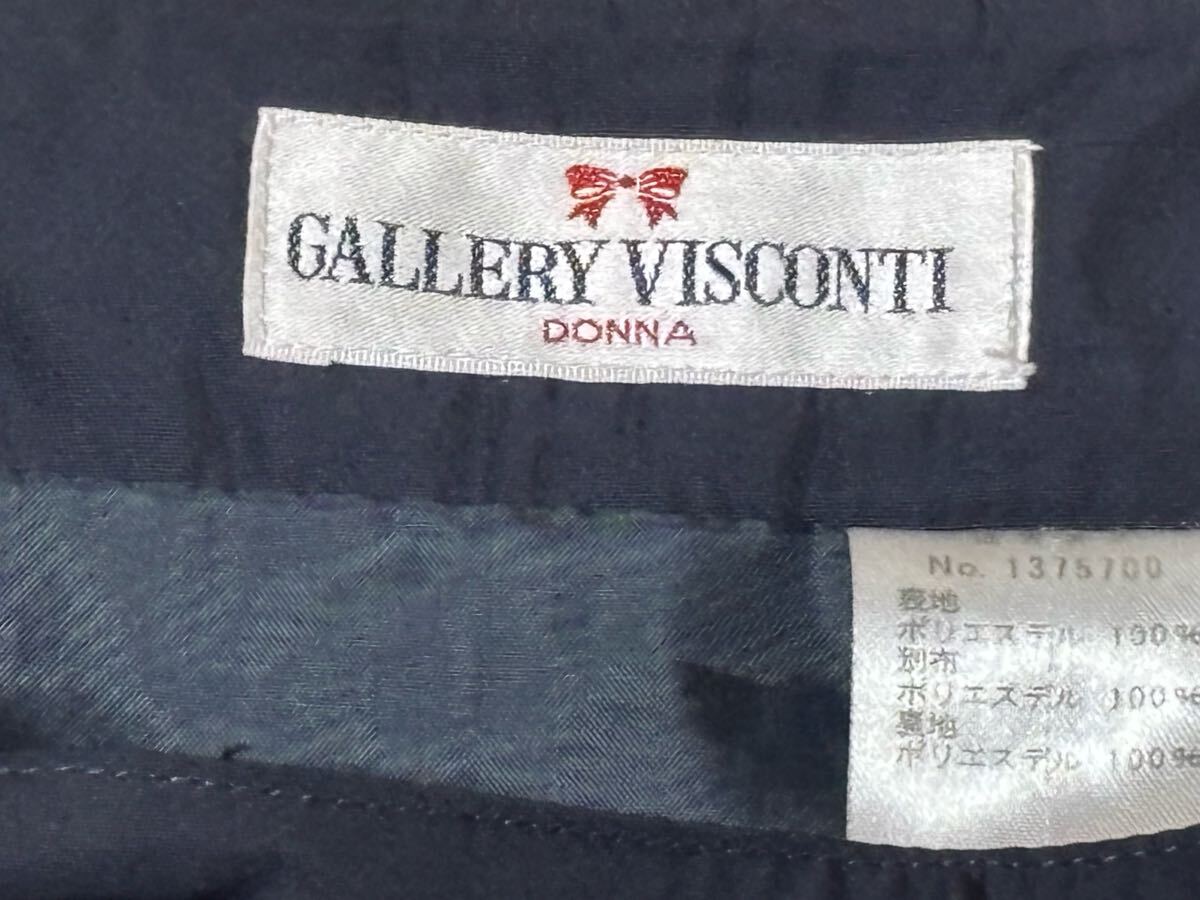 GALLERY VISCONTI
DONNA
No. 1375700
表地
ポリエステル 100%
別布
ポリエステル 100%
裏地
ポリエステル 100%